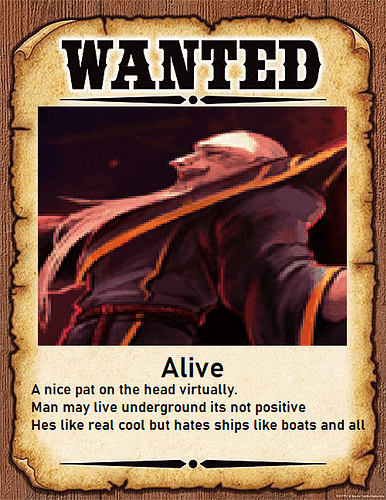 WANTED
Alive
A nice pat on the head virtually.
Man may live underground its not positive
Hes like real cool but hates ships like boats and all